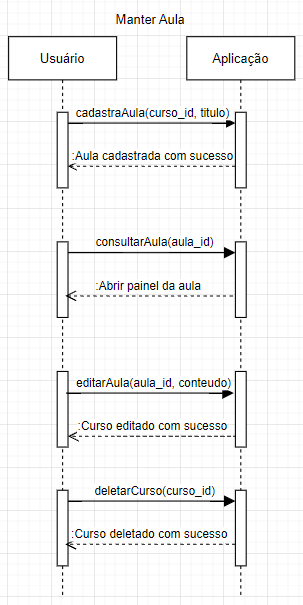 Manter Aula
Usuário
Aplicação
cadastraAula(curso_id, titulo)
:Aula cadastrada com sucesso
consultarAula(aula_id)
:Abrir painel da aula
editarAula(aula_id, conteudo)
:Curso editado com sucesso
deletarCurso(curso_id)
:Curso deletado com sucesso